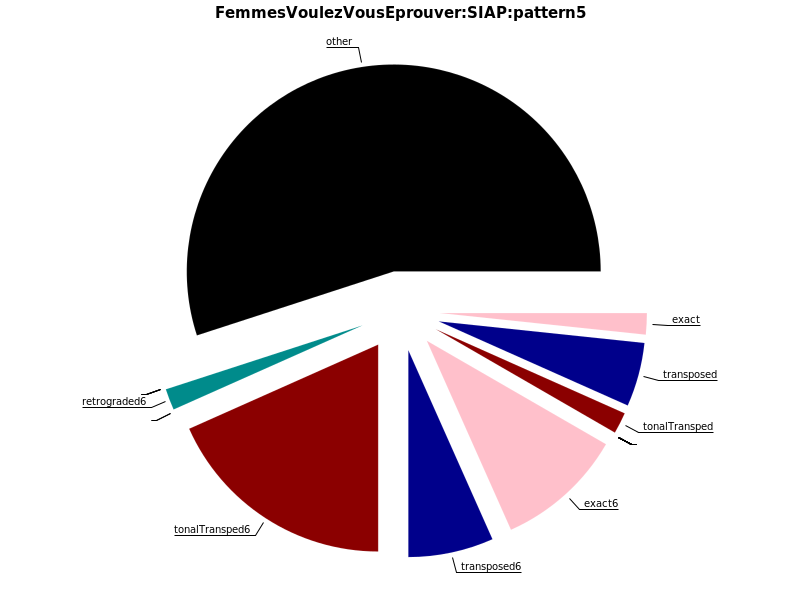 FemmesVoulezVousEprouver:SIAP:pattern5
other
exact
transposed
retrograded6
tonalTransped
exact6
tonalTransped6
transposed6